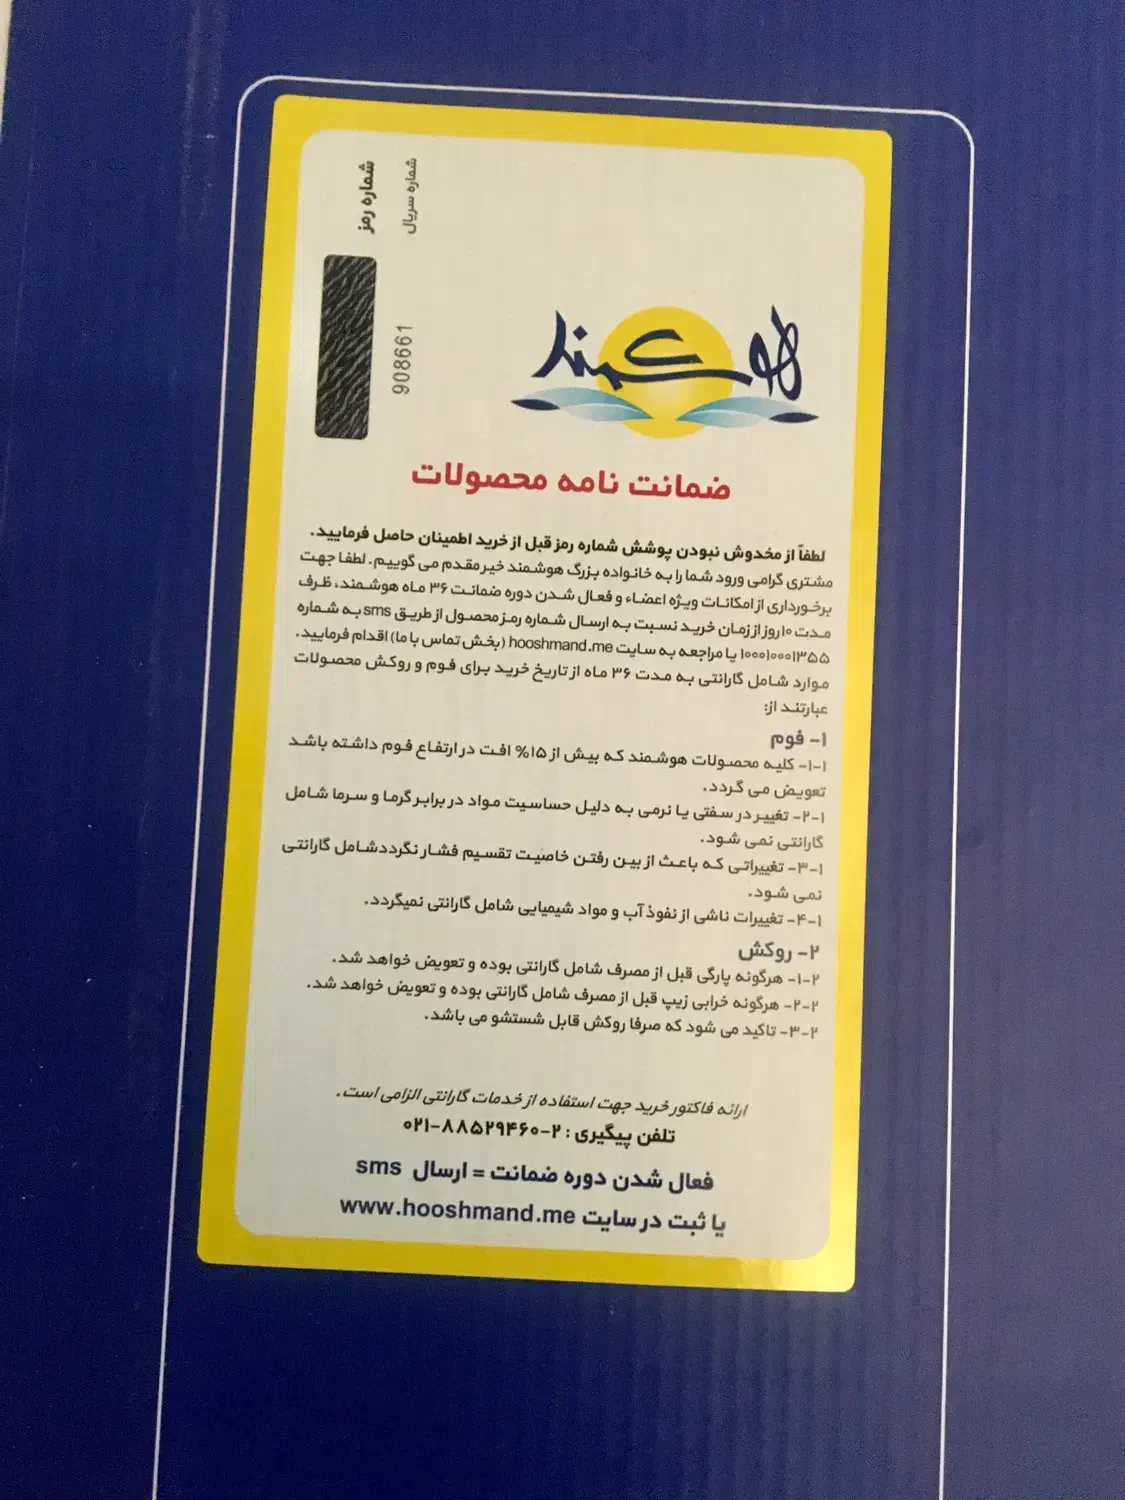 شماره رمز
شماره سریال
908661
هوشمند
ضمانت نامه محصولات
لطفاً از مخدوش نبودن پوشش شماره رمز قبل از خرید اطمینان حاصل فرمایید.
مشتری گرامی ورود شما را به خانواده بزرگ هوشمند خیر مقدم می گوییم. لطفا جهت
برخورداری از امکانات ویژه اعضاء و فعال شدن دوره ضمانت ۳۶ ماه هوشمند، ظرف
مدت ۱۰ روز از زمان خرید نسبت به ارسال شماره رمز محصول از طریق sms به شماره
۱۰۰۰۱۰۰۰۱۳۵۵ یا مراجعه به سایت hooshmand.me (بخش تماس با ما) اقدام فرمایید.
موارد شامل گارانتی به مدت ۳۶ ماه از تاریخ خرید برای فوم و روکش محصولات
عبارتند از:
۱- فوم
۱-۱- کلیه محصولات هوشمند که بیش از ۱۵% افت در ارتفاع فوم داشته باشد
تعویض می گردد.
۲-۱- تغییر در سفتی یا نرمی به دلیل حساسیت مواد در برابر گرما و سرما شامل
گارانتی نمی شود.
۳-۱- تغییراتی که باعث از بین رفتن خاصیت تقسیم فشار نگردد شامل گارانتی
نمی شود.
۴-۱- تغییرات ناشی از نفوذ آب و مواد شیمیایی شامل گارانتی نمیگردد.
۲- روکش
۱-۲- هرگونه پارگی قبل از مصرف شامل گارانتی بوده و تعویض خواهد شد.
۲-۲- هرگونه خرابی زیپ قبل از مصرف شامل گارانتی بوده و تعویض خواهد شد.
۳-۲- تاکید می شود که صرفا روکش قابل شستشو می باشد.
ارائه فاکتور خرید جهت استفاده از خدمات گارانتی الزامی است.
تلفن پیگیری : ۲-۸۸۵۲۹۴۶۰-۰۲۱
فعال شدن دوره ضمانت = ارسال sms
یا ثبت در سایت www.hooshmand.me